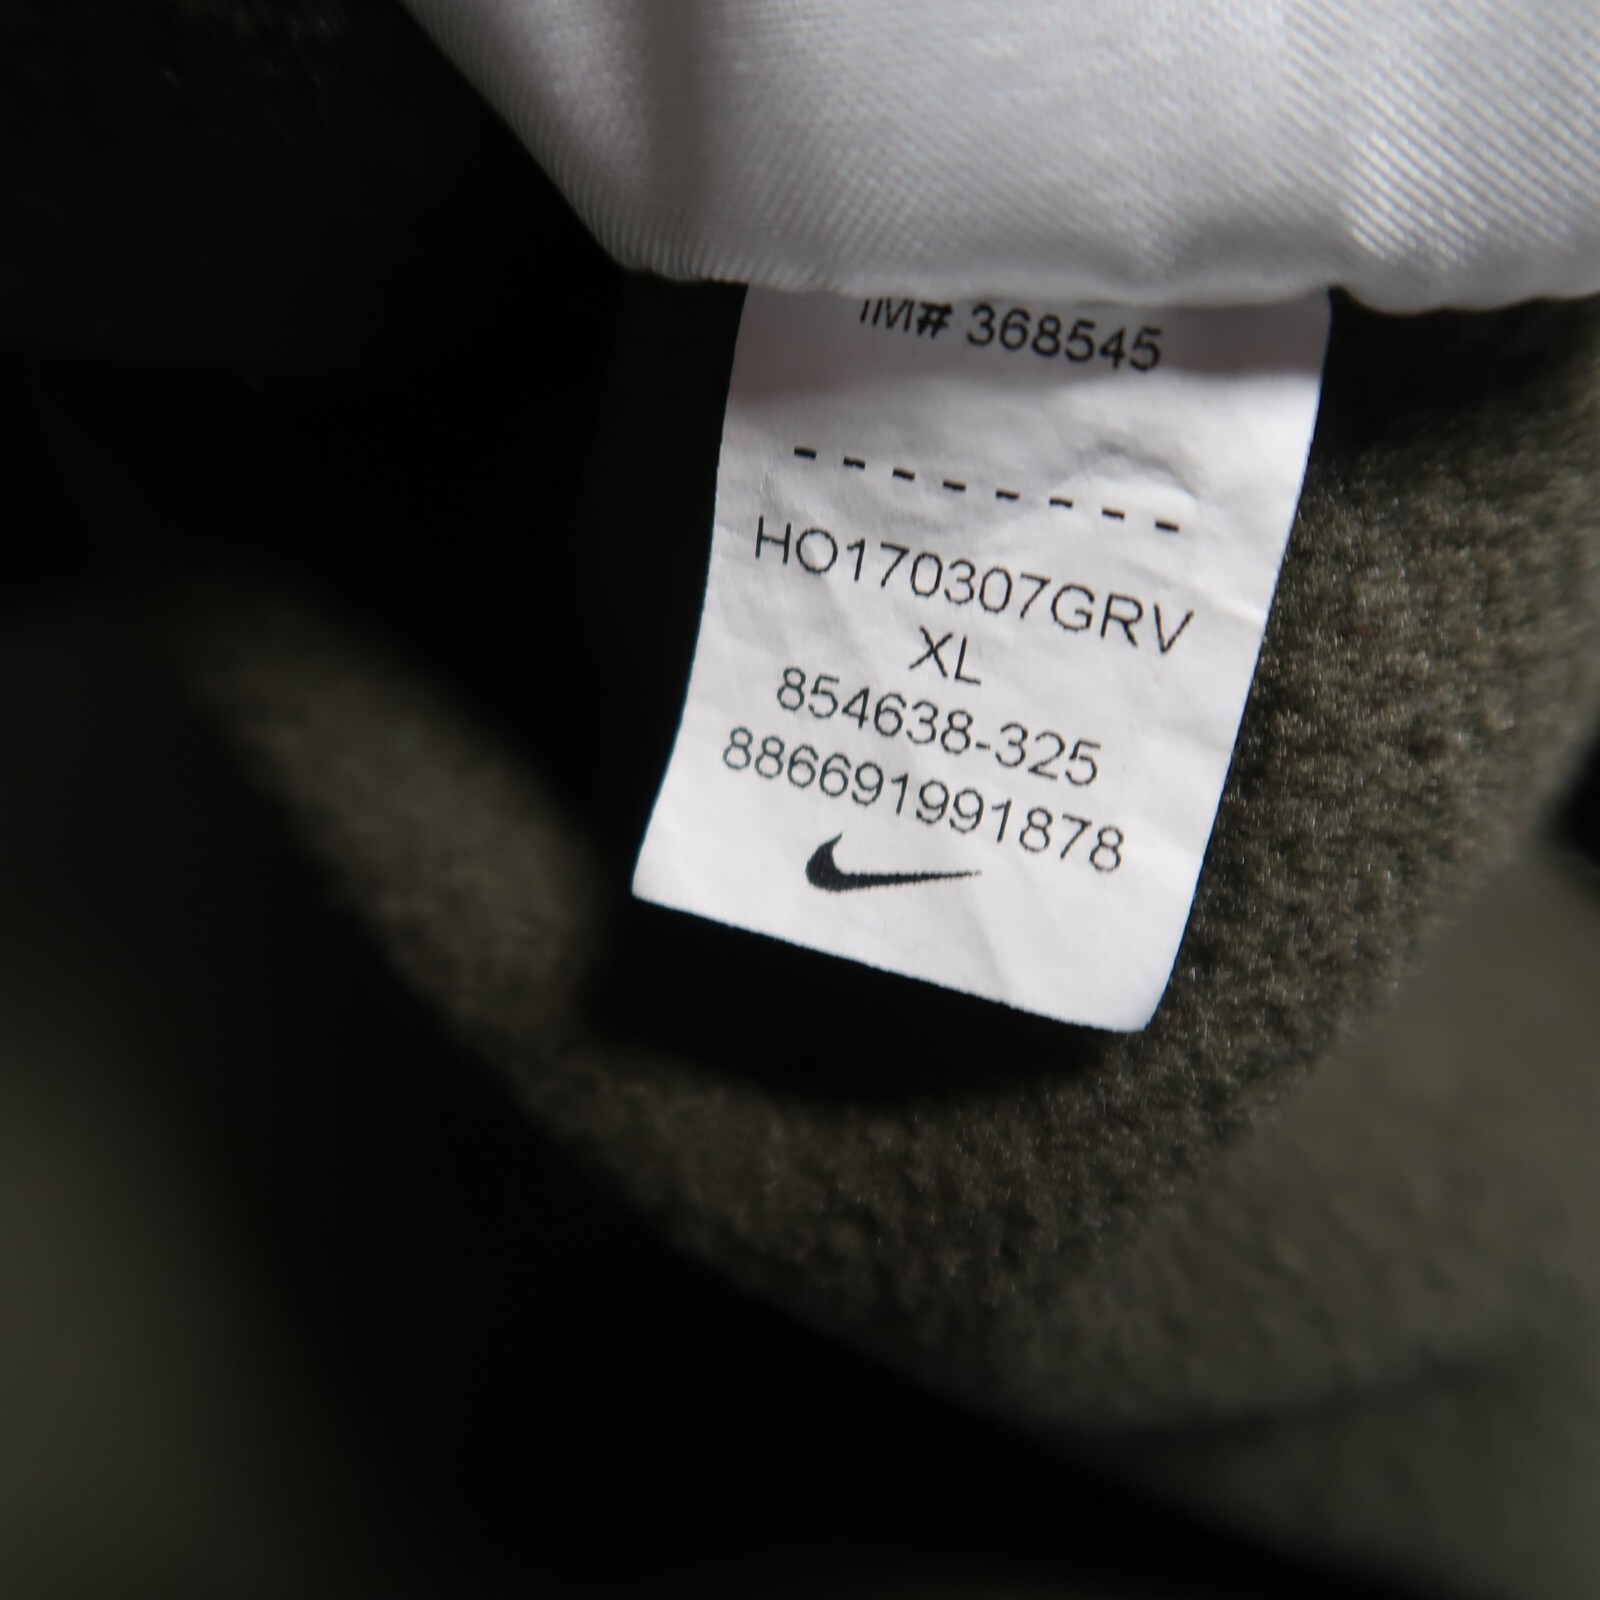 IM# 368545
--------
HO170307GRV
XL
854638-325
886691991878